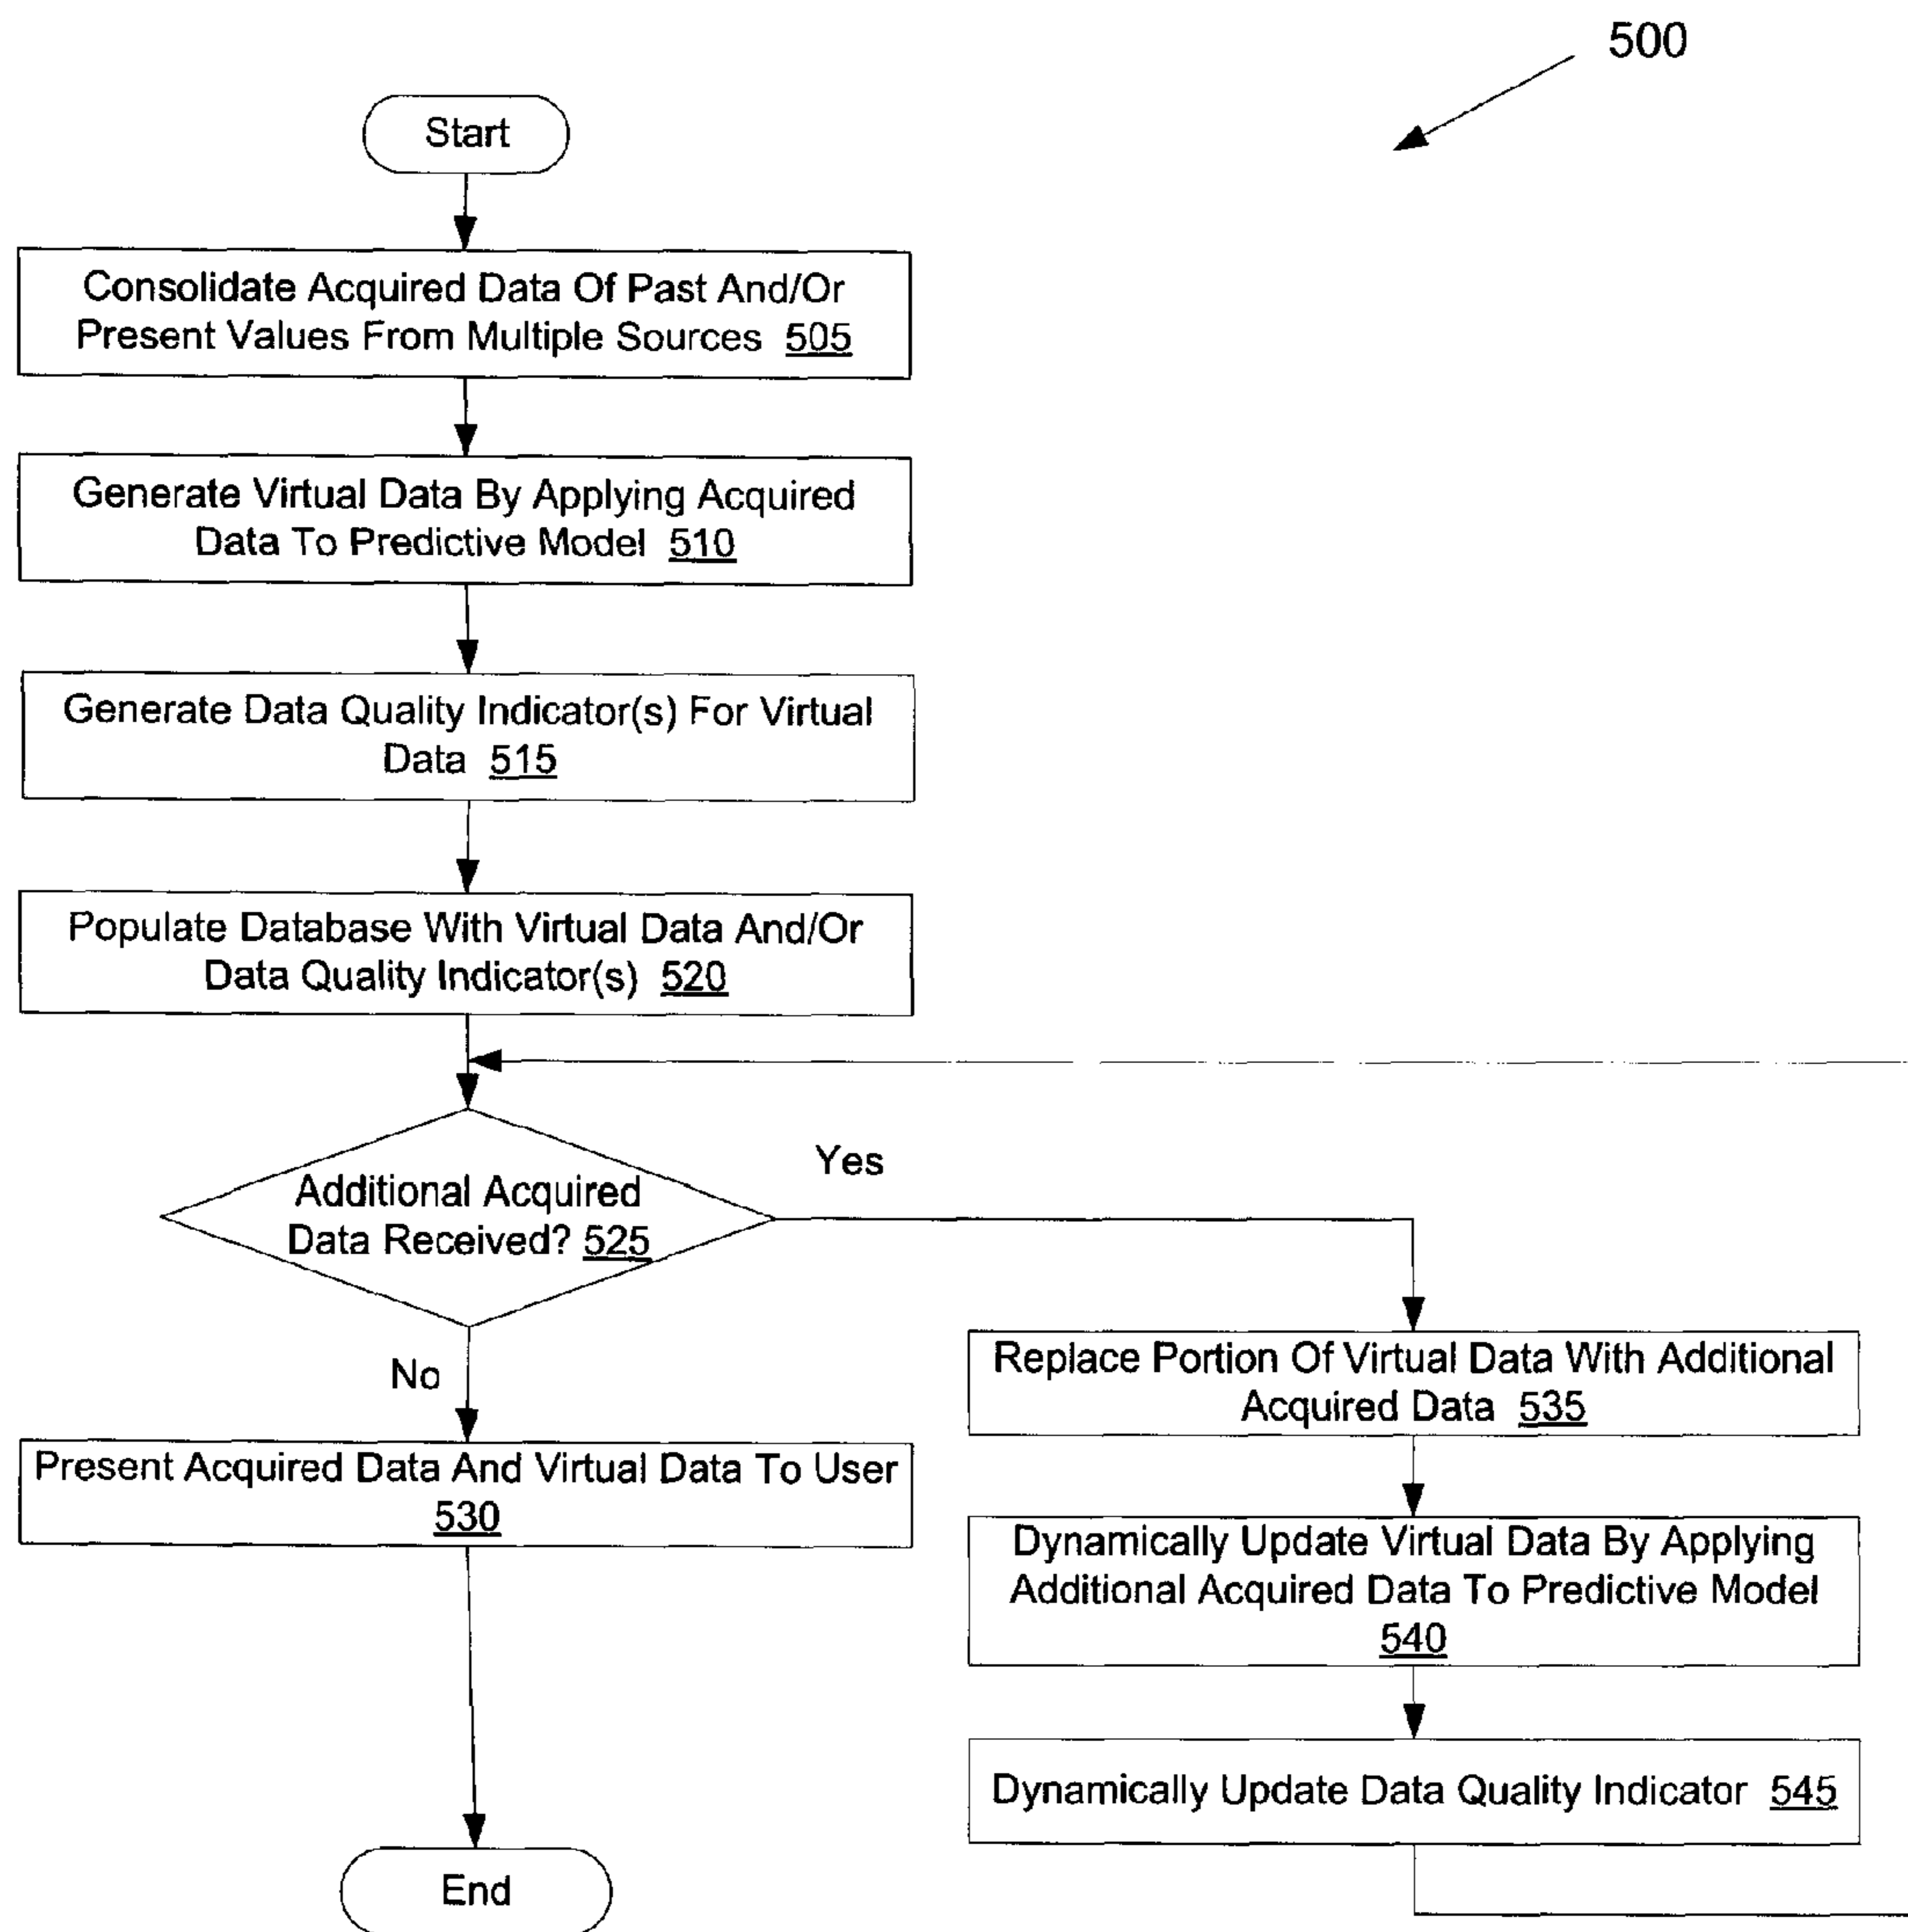 500
Start
Consolidate Acquired Data Of Past And/Or
Present Values From Multiple Sources 505
Generate Virtual Data By Applying Acquired
Data To Predictive Model 510
Generate Data Quality Indicator(s) For Virtual
Data 515
Populate Database With Virtual Data And/Or
Data Quality Indicator(s) 520
Additional Acquired
Data Received? 525
Yes
No
Present Acquired Data And Virtual Data To User
530
End
Replace Portion Of Virtual Data With Additional
Acquired Data 535
Dynamically Update Virtual Data By Applying
Additional Acquired Data To Predictive Model
540
Dynamically Update Data Quality Indicator 545